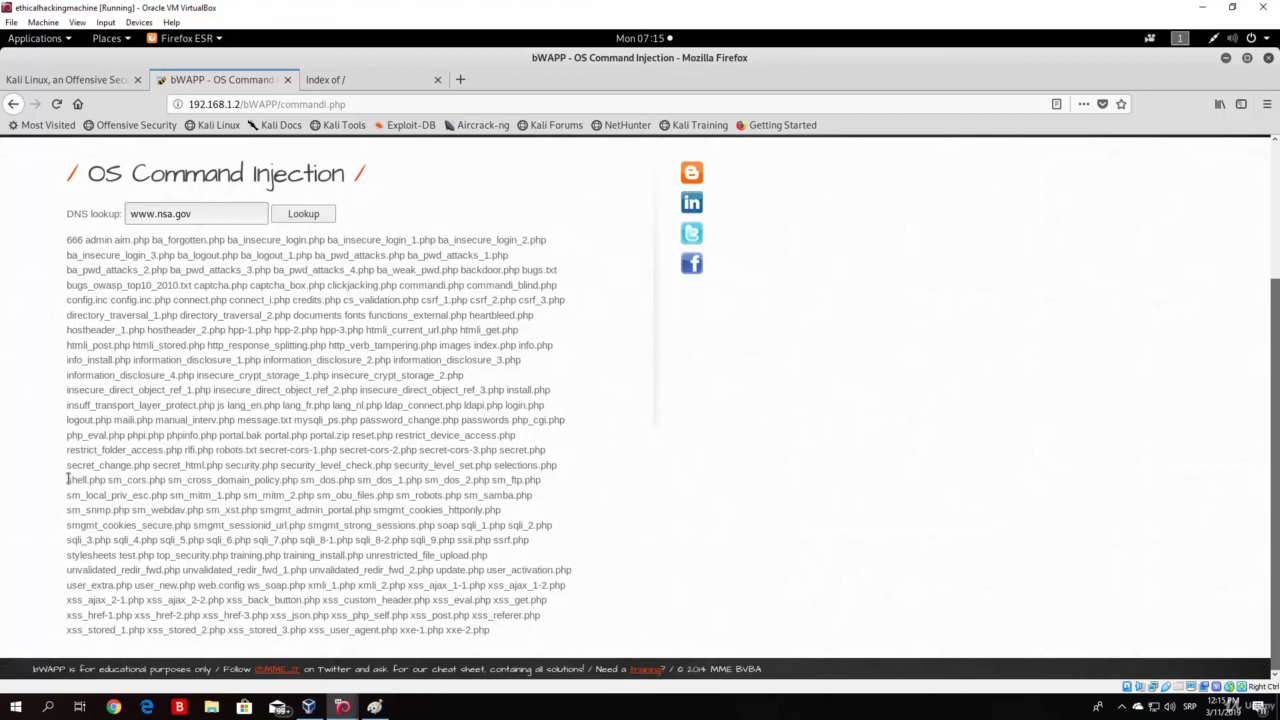 ethicalhackingmachine [Running] - Oracle VM VirtualBox
File Machine View Input Devices Help
Applications Places Firefox ESR Mon 07:15 1
bWAPP - OS Command Injection - Mozilla Firefox
Kali Linux, an Offensive Sec bWAPP - OS Command Index of /
192.168.1.2/bWAPP/commandi.php
Most Visited Offensive Security Kali Linux Kali Docs Kali Tools Exploit-DB Aircrack-ng Kali Forums NetHunter Kali Training Getting Started
/ OS Command Injection /
DNS lookup: www.nsa.gov Lookup
666 admin aim.php ba_forgotten.php ba_insecure_login.php ba_insecure_login_1.php ba_insecure_login_2.php
ba_insecure_login_3.php ba_logout.php ba_logout_1.php ba_pwd_attacks.php ba_pwd_attacks_1.php
ba_pwd_attacks_2.php ba_pwd_attacks_3.php ba_pwd_attacks_4.php ba_weak_pwd.php backdoor.php bugs.txt
bugs_owasp_top10_2010.txt captcha.php captcha_box.php clickjacking.php commandi.php commandi_blind.php
config.inc config.inc.php connect.php connect_i.php credits.php cs_validation.php csrf_1.php csrf_2.php csrf_3.php
directory_traversal_1.php directory_traversal_2.php documents fonts functions_external.php heartbleed.php
hostheader_1.php hostheader_2.php hpp-1.php hpp-2.php hpp-3.php htmli_current_url.php htmli_get.php
htmli_post.php htmli_stored.php http_response_splitting.php http_verb_tampering.php images index.php info.php
info_install.php information_disclosure_1.php information_disclosure_2.php information_disclosure_3.php
information_disclosure_4.php insecure_crypt_storage_1.php insecure_crypt_storage_2.php
insecure_direct_object_ref_1.php insecure_direct_object_ref_2.php insecure_direct_object_ref_3.php install.php
insuff_transport_layer_protect.php js lang_en.php lang_fr.php lang_nl.php ldap_connect.php ldapi.php login.php
logout.php maili.php manual_interv.php message.txt mysqli_ps.php password_change.php passwords php_cgi.php
php_eval.php phpi.php phpinfo.php portal.bak portal.php portal.zip reset.php restrict_device_access.php
restrict_folder_access.php rlfi.php robots.txt secret-cors-1.php secret-cors-2.php secret-cors-3.php secret.php
secret_change.php secret_html.php security.php security_level_check.php security_level_set.php selections.php
shell.php sm_cors.php sm_cross_domain_policy.php sm_dos.php sm_dos_1.php sm_dos_2.php sm_ftp.php
sm_local_priv_esc.php sm_mitm_1.php sm_mitm_2.php sm_obu_files.php sm_robots.php sm_samba.php
sm_snmp.php sm_webdav.php sm_xst.php smgmt_admin_portal.php smgmt_cookies_httponly.php
smgmt_cookies_secure.php smgmt_sessionid_url.php smgmt_strong_sessions.php soap sqli_1.php sqli_2.php
sqli_3.php sqli_4.php sqli_5.php sqli_6.php sqli_7.php sqli_8-1.php sqli_8-2.php sqli_9.php ssii.php ssrf.php
stylesheets test.php top_security.php training.php training_install.php unrestricted_file_upload.php
unvalidated_redir_fwd.php unvalidated_redir_fwd_1.php unvalidated_redir_fwd_2.php update.php user_activation.php
user_extra.php user_new.php web.config ws_soap.php xmli_1.php xmli_2.php xss_ajax_1-1.php xss_ajax_1-2.php
xss_ajax_2-1.php xss_ajax_2-2.php xss_back_button.php xss_custom_header.php xss_eval.php xss_get.php
xss_href-1.php xss_href-2.php xss_href-3.php xss_json.php xss_php_self.php xss_post.php xss_referer.php
xss_stored_1.php xss_stored_2.php xss_stored_3.php xss_user_agent.php xxe-1.php xxe-2.php
bWAPP is for educational purposes only / Follow @MME_IT on Twitter and ask for our cheat sheet, containing all solutions! / Need a training? / © 2014 MME BVBA
Right Ctrl
99+ SRP 12:15 PM
3/11/2019
Udemy